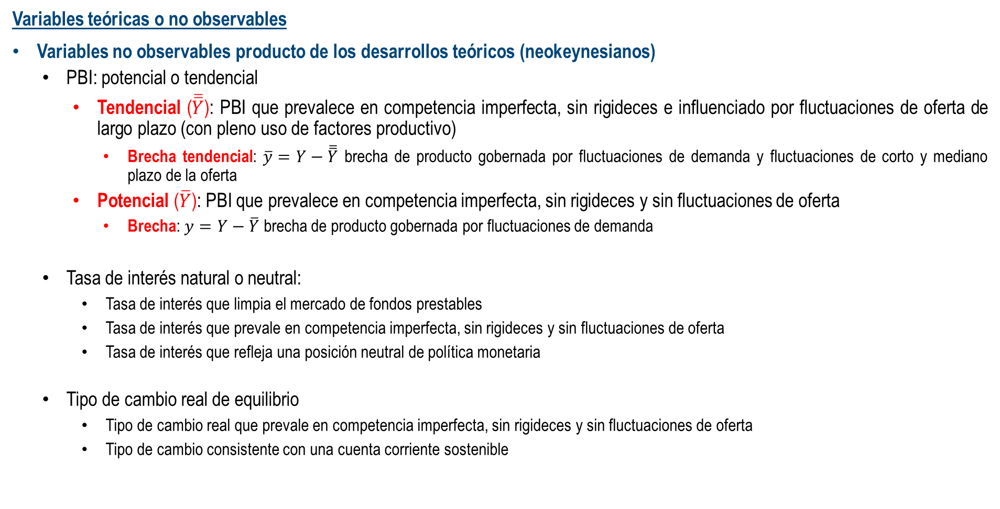 Variables teóricas o no observables
• Variables no observables producto de los desarrollos teóricos (neokeynesianos)
• PBI: potencial o tendencial
• Tendencial (Y̿): PBI que prevalece en competencia imperfecta, sin rigideces e influenciado por fluctuaciones de oferta de
largo plazo (con pleno uso de factores productivo)
• Brecha tendencial: y̅ = Y − Y̿ brecha de producto gobernada por fluctuaciones de demanda y fluctuaciones de corto y mediano
plazo de la oferta
• Potencial (Y̅): PBI que prevalece en competencia imperfecta, sin rigideces y sin fluctuaciones de oferta
• Brecha: y = Y − Y̅ brecha de producto gobernada por fluctuaciones de demanda
• Tasa de interés natural o neutral:
• Tasa de interés que limpia el mercado de fondos prestables
• Tasa de interés que prevale en competencia imperfecta, sin rigideces y sin fluctuaciones de oferta
• Tasa de interés que refleja una posición neutral de política monetaria
• Tipo de cambio real de equilibrio
• Tipo de cambio real que prevale en competencia imperfecta, sin rigideces y sin fluctuaciones de oferta
• Tipo de cambio consistente con una cuenta corriente sostenible